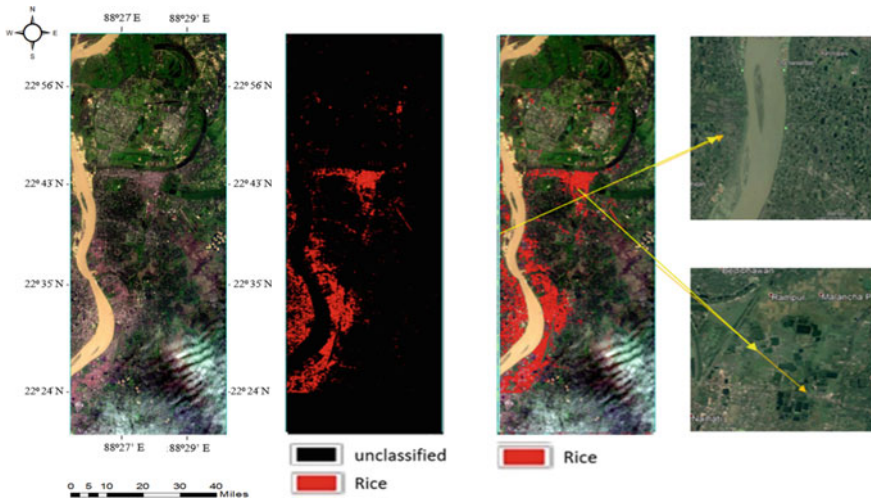 N
W E
S
88°27' E 88°29' E
22° 56´N
22° 43´N
22° 35´N
22° 24´N
22° 56´N
22° 43´N
22° 35´N
22° 24´N
88°27' E 88°29' E
0 5 10 20 30 40
Miles
unclassified
Rice
Rice
Rampur Malancha